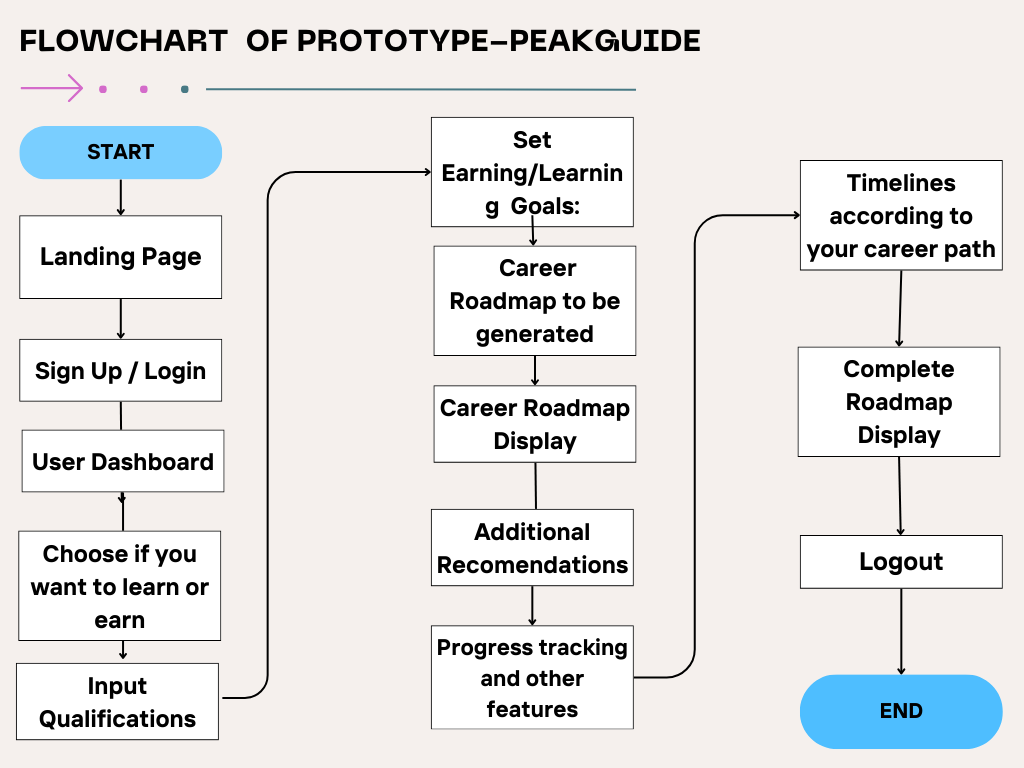 FLOWCHART OF PROTOTYPE-PEAKGUIDE
START
Landing Page
Sign Up / Login
User Dashboard
Choose if you
want to learn or
earn
Input
Qualifications
Set
Earning/Learnin
g Goals:
Career
Roadmap to be
generated
Career Roadmap
Display
Additional
Recomendations
Progress tracking
and other
features
Timelines
according to
your career path
Complete
Roadmap
Display
Logout
END